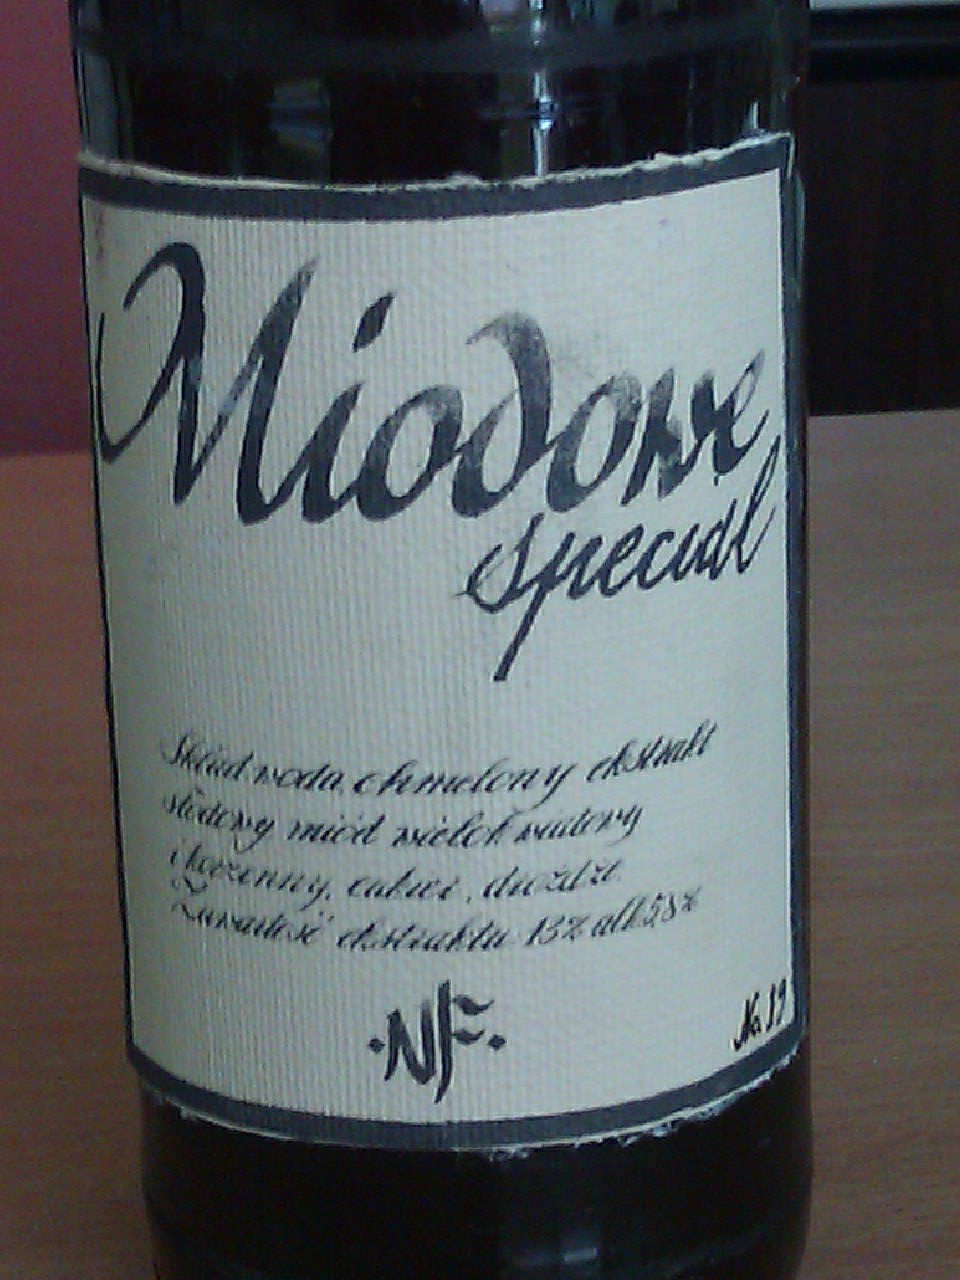 Miodowe
special
Skład woda, chmielony ekstrakt
słodowy miód wielokwiatowy
i korzenny, cukier, drożdże
Zawartość ekstraktu 13% alk 5,8%
·NF·
No 19